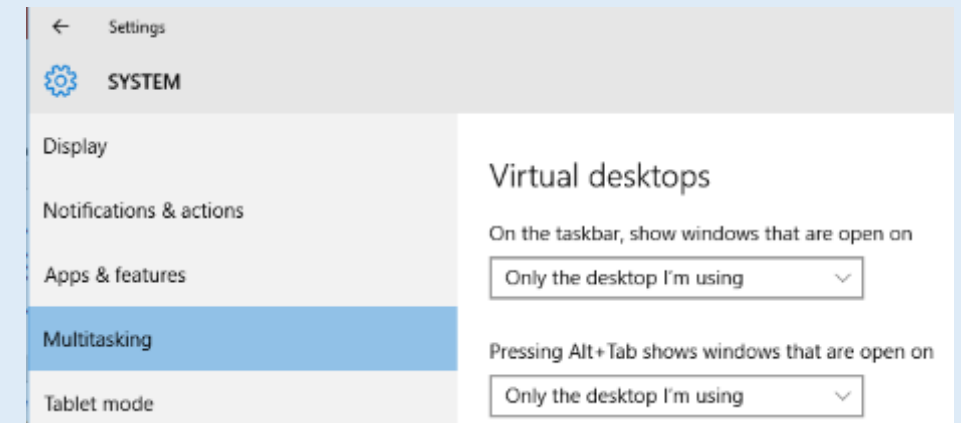 Settings
SYSTEM
Display
Notifications & actions
Apps & features
Multitasking
Tablet mode
Virtual desktops
On the taskbar, show windows that are open on
Only the desktop I'm using
Pressing Alt+Tab shows windows that are open on
Only the desktop I'm using